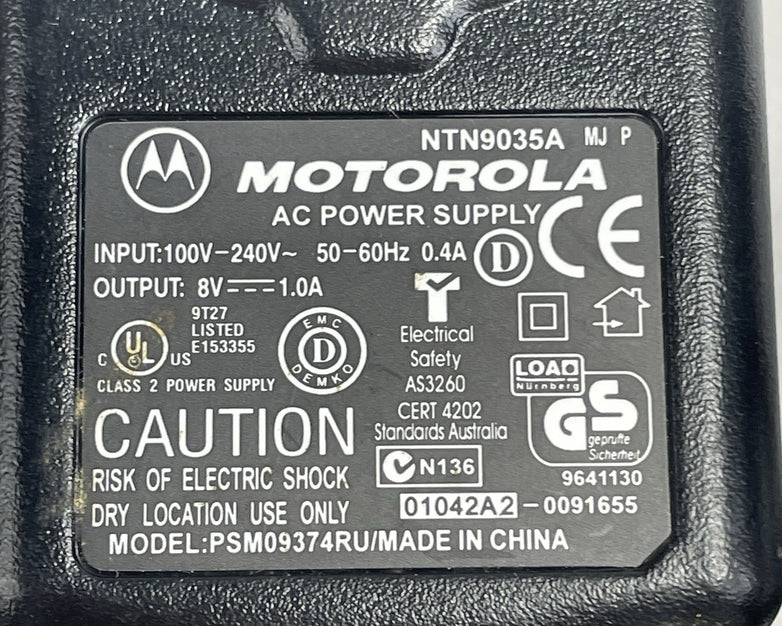 NTN9035A MJ P
MOTOROLA
AC POWER SUPPLY
CE
INPUT:100V-240V~ 50-60Hz 0.4A
D
OUTPUT: 8V⎓1.0A
C UL US
9T27
LISTED
E153355
CLASS 2 POWER SUPPLY
EMC
D
DEMKO
Electrical
Safety
AS3260
CERT 4202
Standards Australia
N136
LGA
Nürnberg
GS
geprüfte
Sicherheit
9641130
CAUTION
RISK OF ELECTRIC SHOCK
DRY LOCATION USE ONLY
01042A2-0091655
MODEL:PSM09374RU/MADE IN CHINA